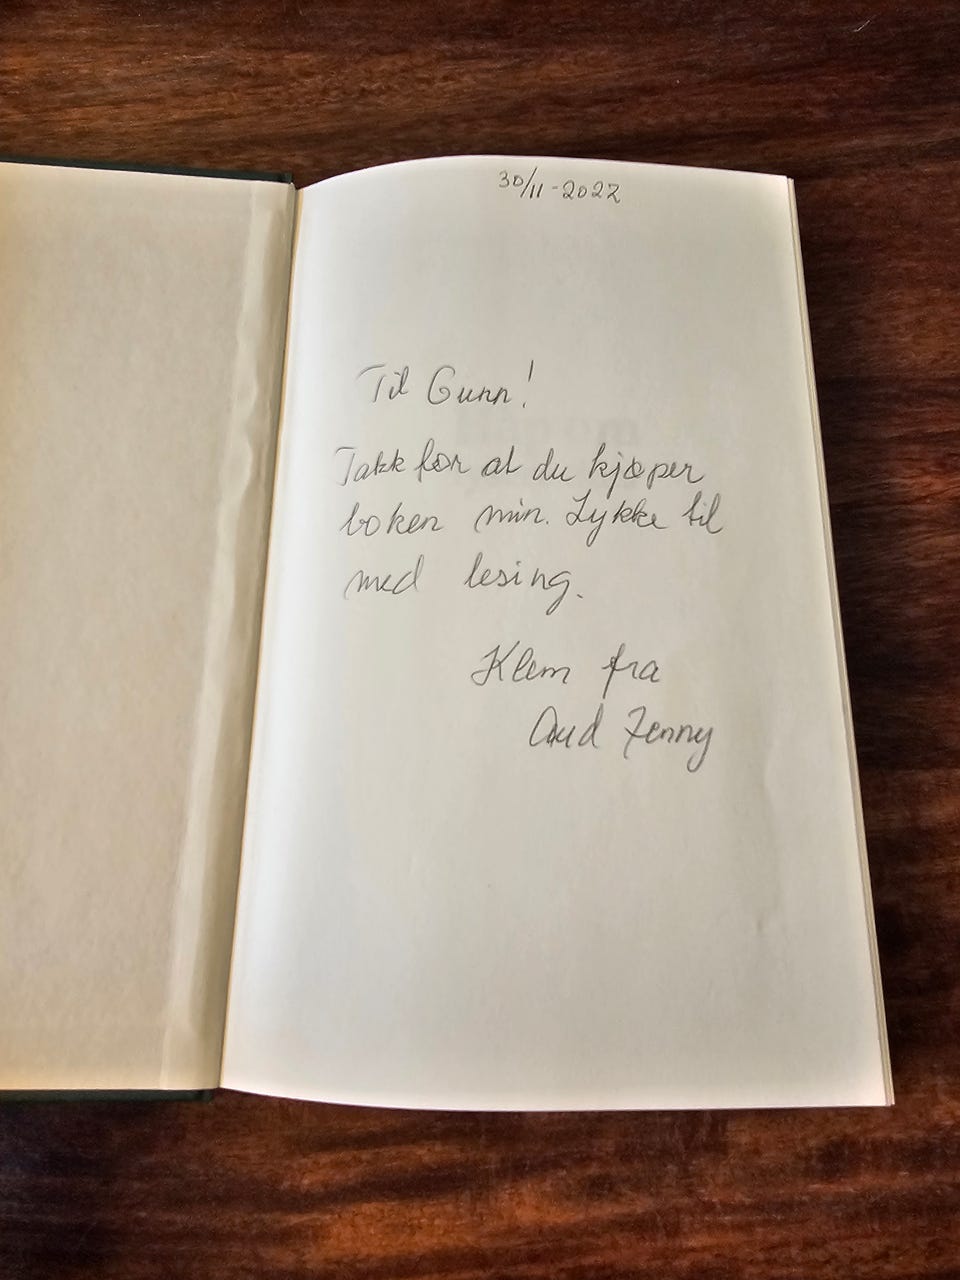 30/11-2022
Til Gunn!
Takk for at du kjøper
boken min. Lykke til
med lesing.
Klem fra
Aud Jenny